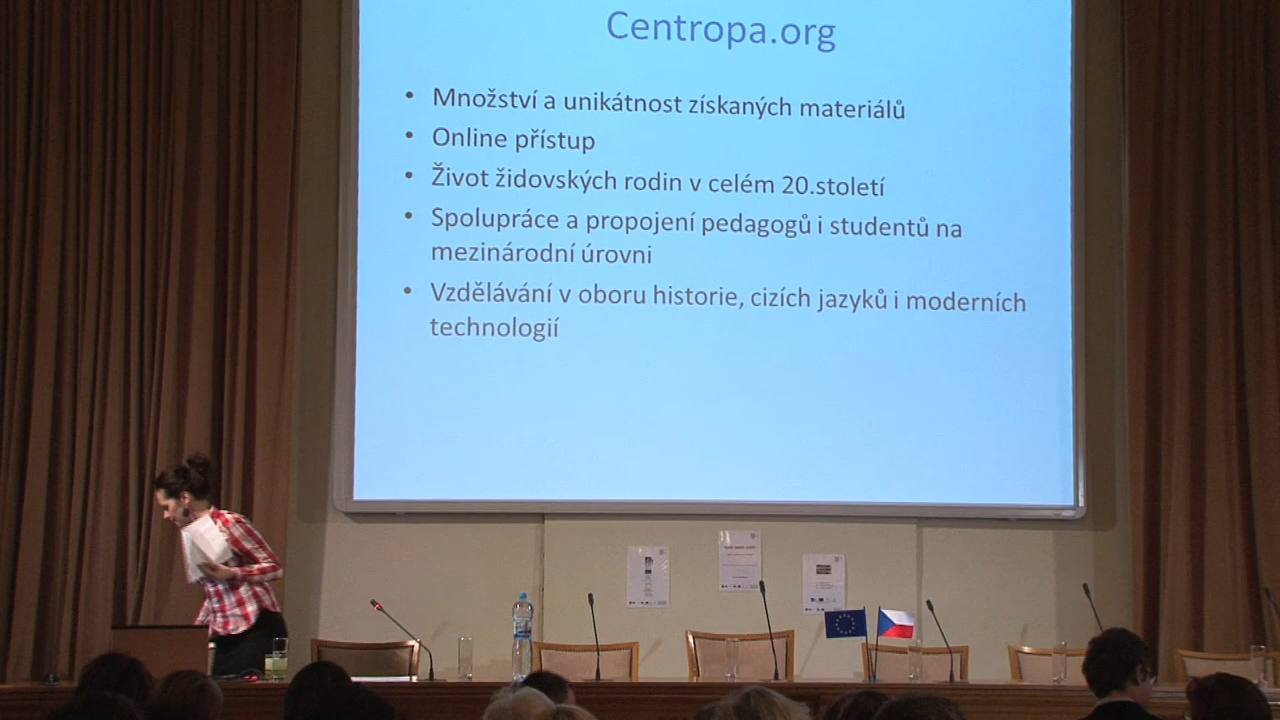 Centropa.org
• Množství a unikátnost získaných materiálů
• Online přístup
• Život židovských rodin v celém 20.století
• Spolupráce a propojení pedagogů i studentů na
mezinárodní úrovni
• Vzdělávání v oboru historie, cizích jazyků i moderních
technologií